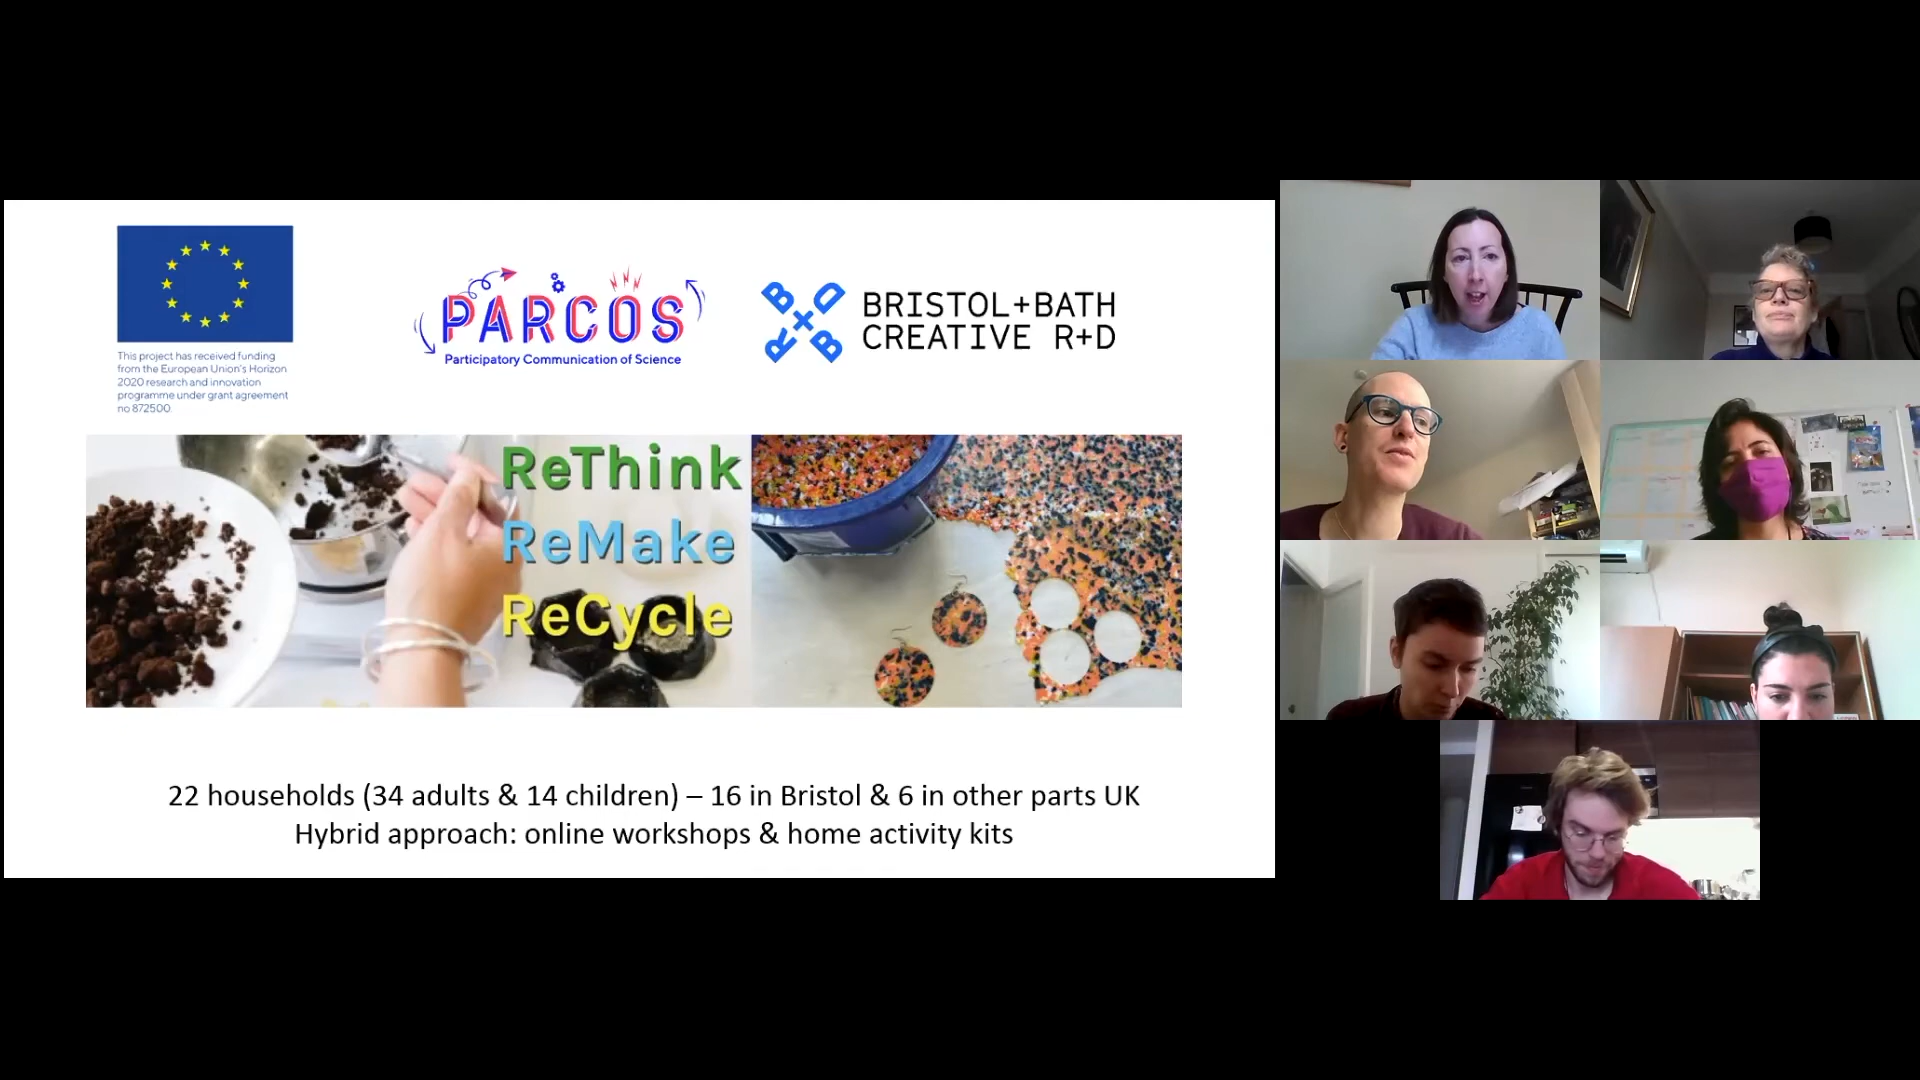 This project has received funding
from the European Union's Horizon
2020 research and innovation
programme under grant agreement
no 872500.
PARCOS
Participatory Communication of Science
B D
R B
BRISTOL+BATH
CREATIVE R+D
ReThink
ReMake
ReCycle
22 households (34 adults & 14 children) – 16 in Bristol & 6 in other parts UK
Hybrid approach: online workshops & home activity kits